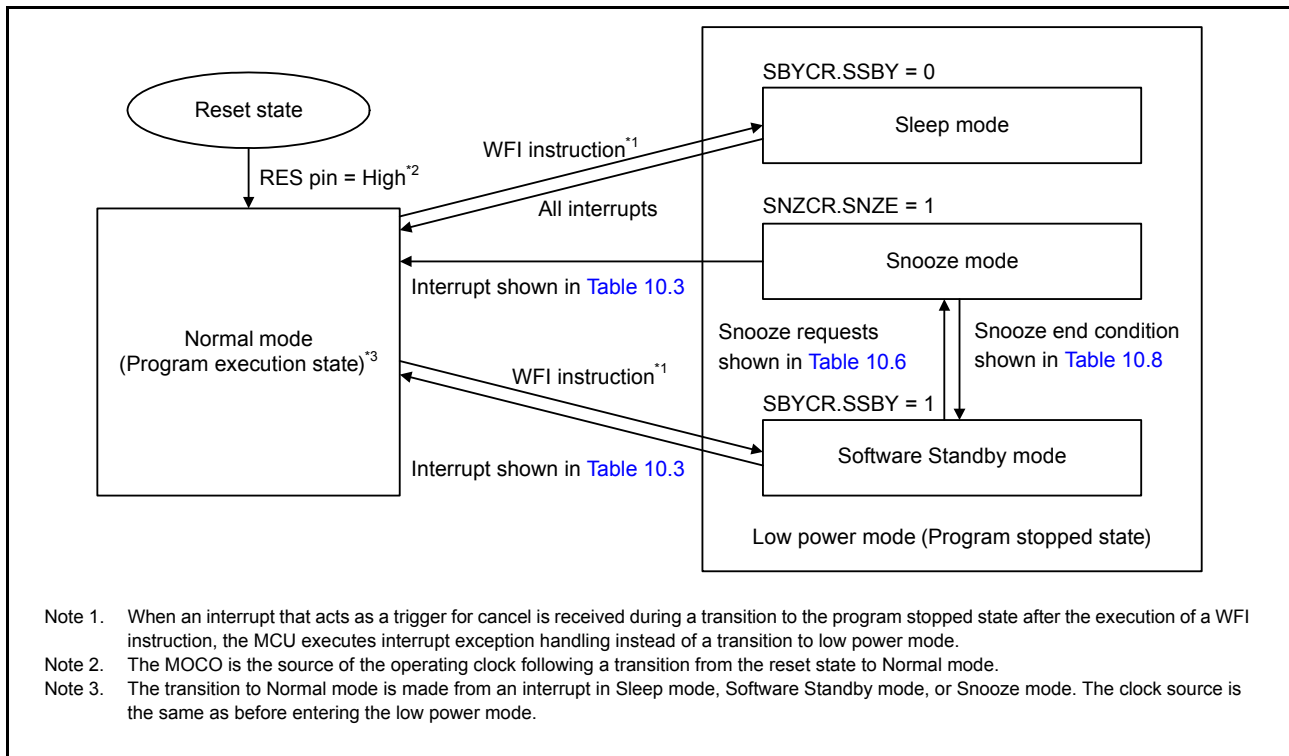 SBYCR.SSBY = 0
Reset state
Sleep mode
WFI instruction*1
RES pin = High*2
All interrupts
SNZCR.SNZE = 1
Snooze mode
Interrupt shown in Table 10.3
Normal mode
(Program execution state)*3
Snooze requests
shown in Table 10.6
Snooze end condition
shown in Table 10.8
WFI instruction*1
SBYCR.SSBY = 1
Software Standby mode
Interrupt shown in Table 10.3
Low power mode (Program stopped state)
Note 1. When an interrupt that acts as a trigger for cancel is received during a transition to the program stopped state after the execution of a WFI
instruction, the MCU executes interrupt exception handling instead of a transition to low power mode.
Note 2. The MOCO is the source of the operating clock following a transition from the reset state to Normal mode.
Note 3. The transition to Normal mode is made from an interrupt in Sleep mode, Software Standby mode, or Snooze mode. The clock source is
the same as before entering the low power mode.